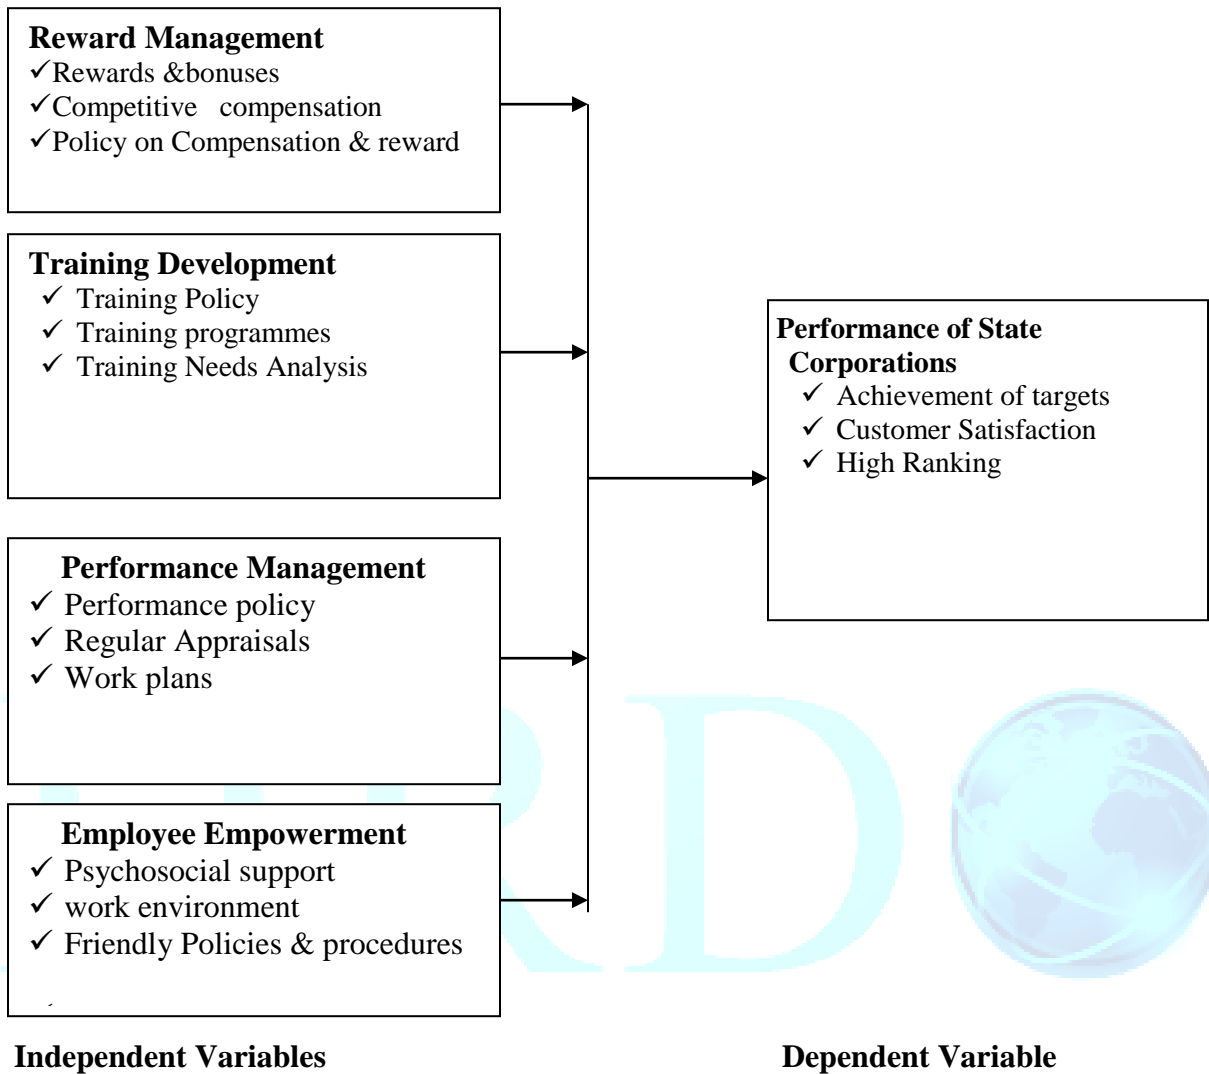 Reward Management
✓Rewards &bonuses
✓Competitive compensation
✓Policy on Compensation & reward
Training Development
✓ Training Policy
✓ Training programmes
✓ Training Needs Analysis
Performance of State
Corporations
✓ Achievement of targets
✓ Customer Satisfaction
✓ High Ranking
Performance Management
✓ Performance policy
✓ Regular Appraisals
✓ Work plans
Employee Empowerment
✓ Psychosocial support
✓ work environment
✓ Friendly Policies & procedures
Independent Variables
Dependent Variable